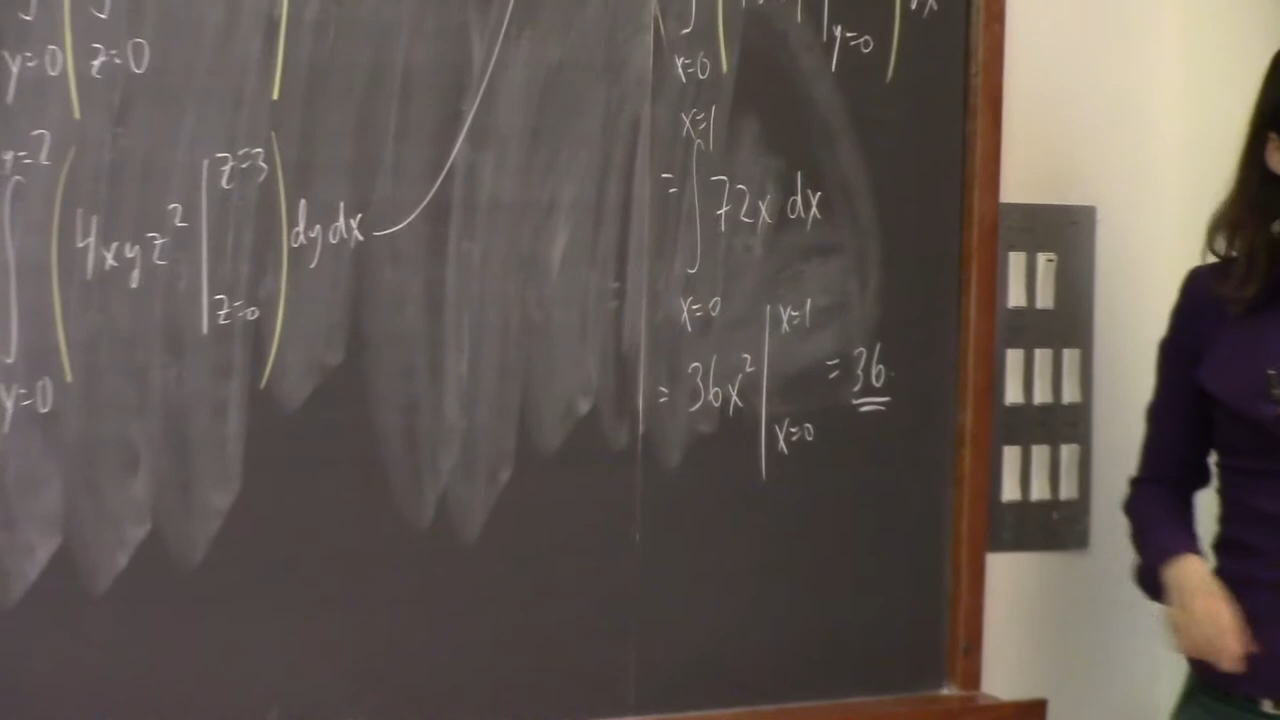 y=0 z=0
y=2
∫ ( 4xyz² | z=3 z=0 ) dy dx
y=0
∫ | y=0 dx
x=0
x=1
= ∫ 72x dx
x=0
= 36x² | x=1 x=0 = 36.